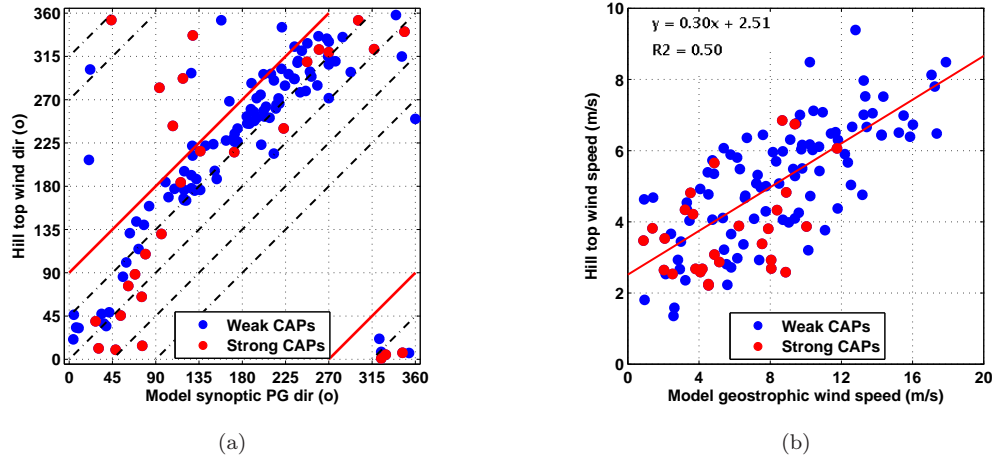 360
315
270
225
180
135
90
45
0
Hill top wind dir (o)
Weak CAPs
Strong CAPs
0 45 90 135 180 225 270 315 360
Model synoptic PG dir (o)
(a)
y = 0.30x + 2.51
R2 = 0.50
10
8
6
4
2
0
Hill top wind speed (m/s)
Weak CAPs
Strong CAPs
0 4 8 12 16 20
Model geostrophic wind speed (m/s)
(b)